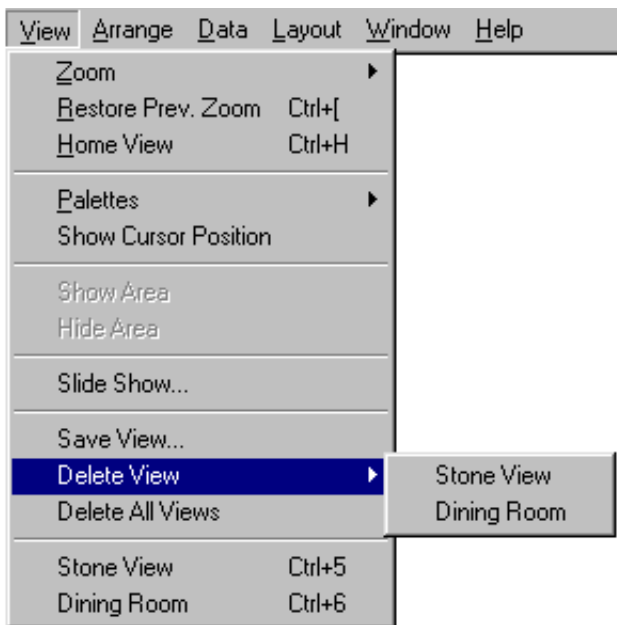 View Arrange Data Layout Window Help
Zoom
Restore Prev. Zoom Ctrl+[
Home View Ctrl+H
Palettes
Show Cursor Position
Show Area
Hide Area
Slide Show...
Save View...
Delete View
Stone View
Dining Room
Delete All Views
Stone View Ctrl+5
Dining Room Ctrl+6